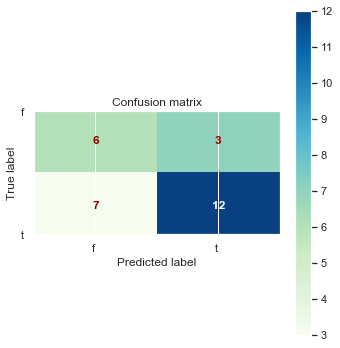 Confusion matrix
True label
f
t
6 3
7 12
f t
Predicted label
12
11
10
9
8
7
6
5
4
3